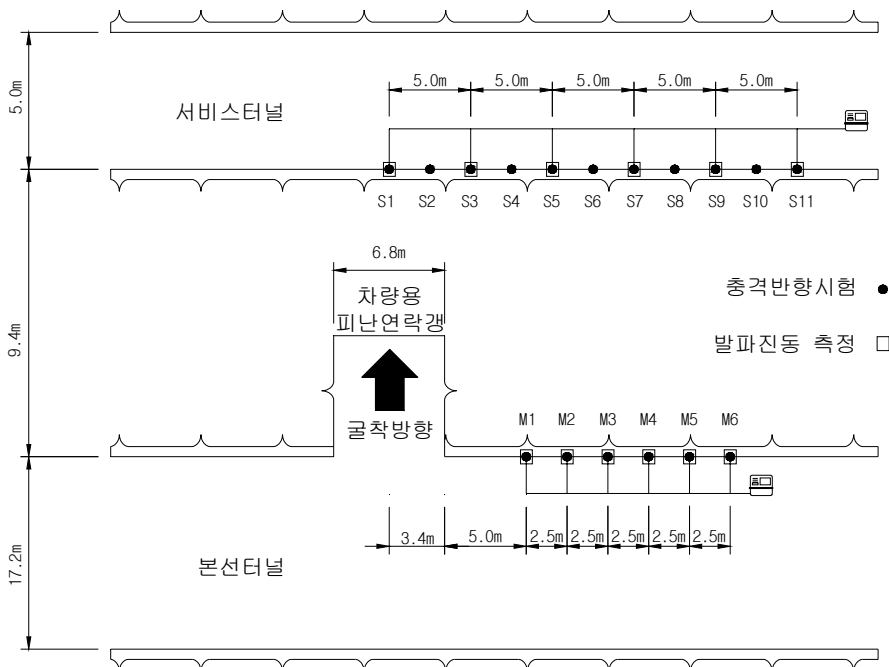 5.0m
서비스터널
5.0m 5.0m 5.0m 5.0m 5.0m
S1 S2 S3 S4 S5 S6 S7 S8 S9 S10 S11
9.4m
6.8m
차량용
피난연락갱
굴착방향
충격반향시험
발파진동 측정
M1 M2 M3 M4 M5 M6
17.2m
3.4m 5.0m 2.5m 2.5m 2.5m 2.5m 2.5m
본선터널